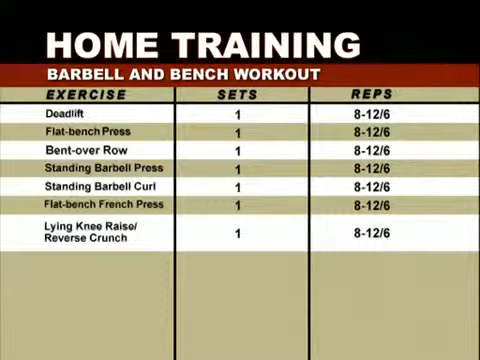 HOME TRAINING
BARBELL AND BENCH WORKOUT
EXERCISE SETS REPS
Deadlift 1 8-12/6
Flat-bench Press 1 8-12/6
Bent-over Row 1 8-12/6
Standing Barbell Press 1 8-12/6
Standing Barbell Curl 1 8-12/6
Flat-bench French Press 1 8-12/6
Lying Knee Raise/
Reverse Crunch 1 8-12/6